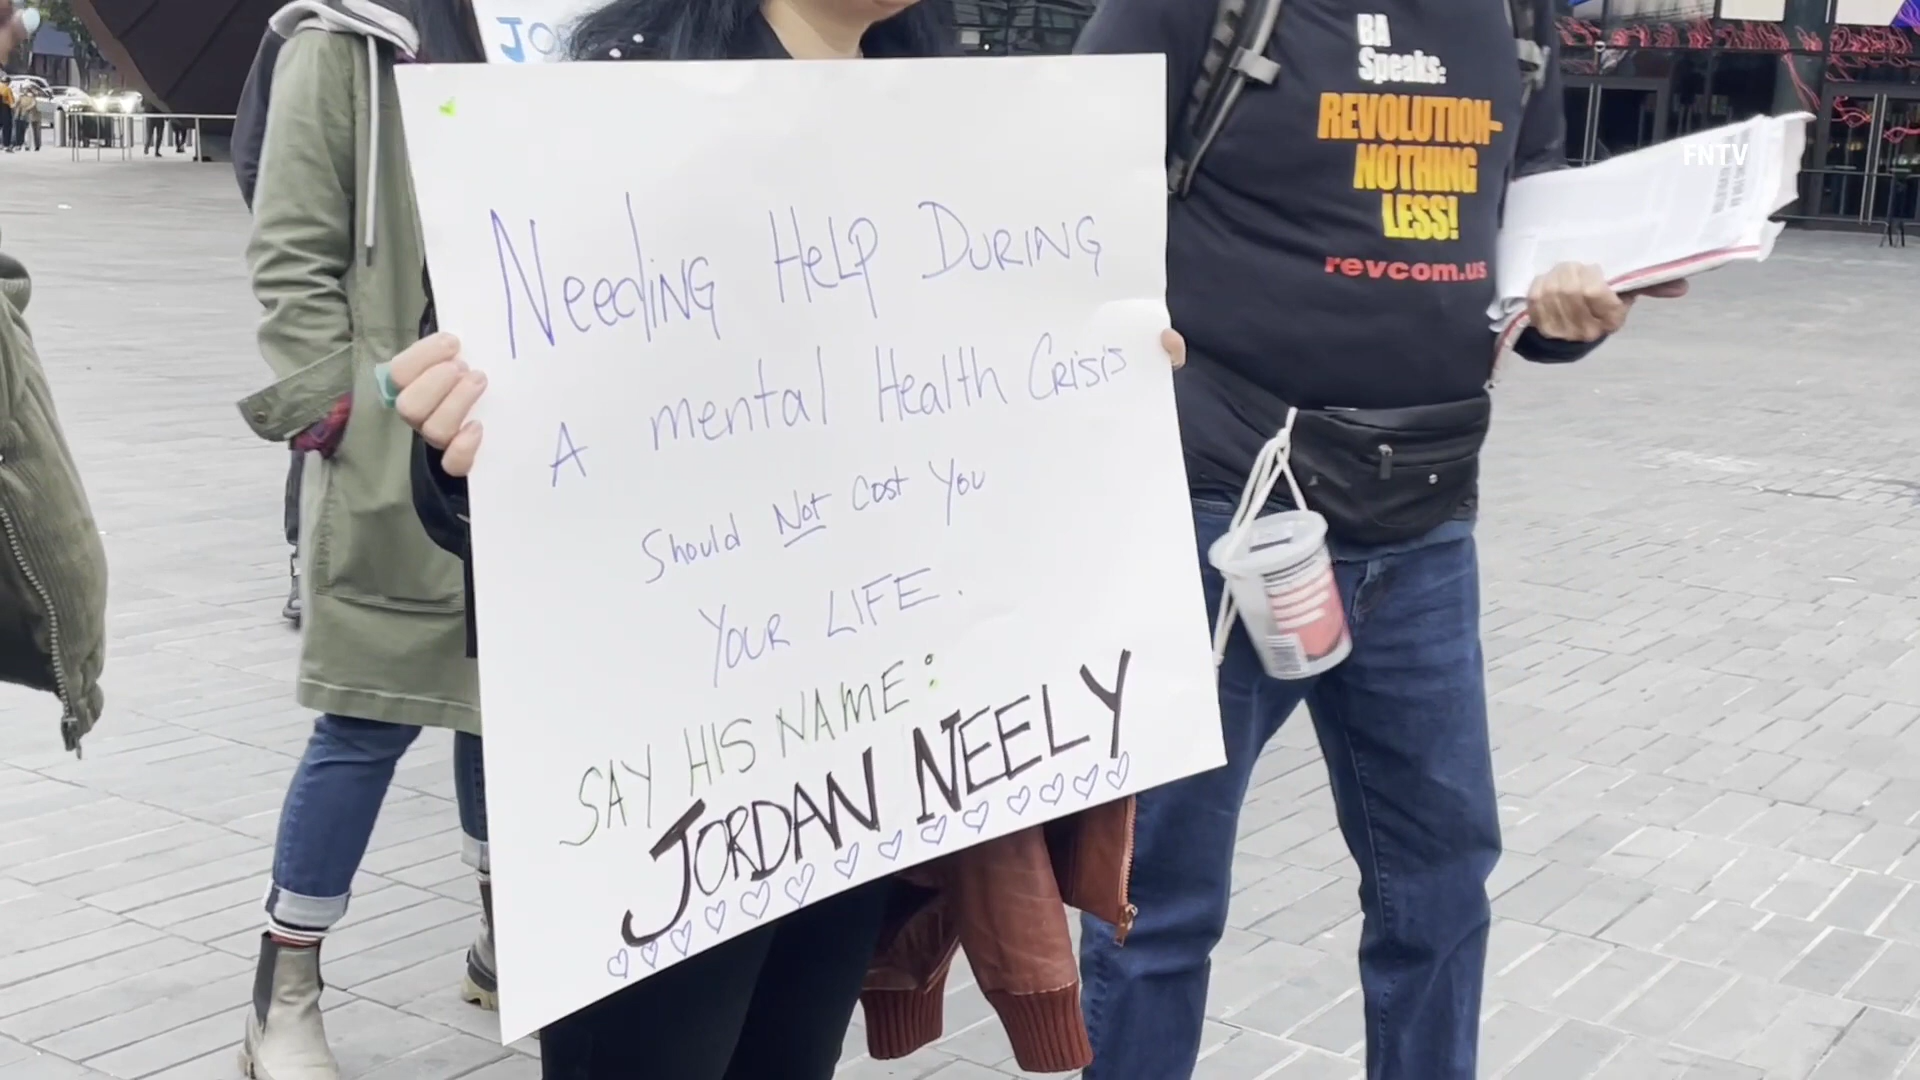 JO
BA
Speaks:
REVOLUTION-
NOTHING
LESS!
revcom.us
FNTV
Needing Help During
A mental Health Crisis
Should Not Cost You
Your LIFE.
SAY HIS NAME:
JORDAN NEELY